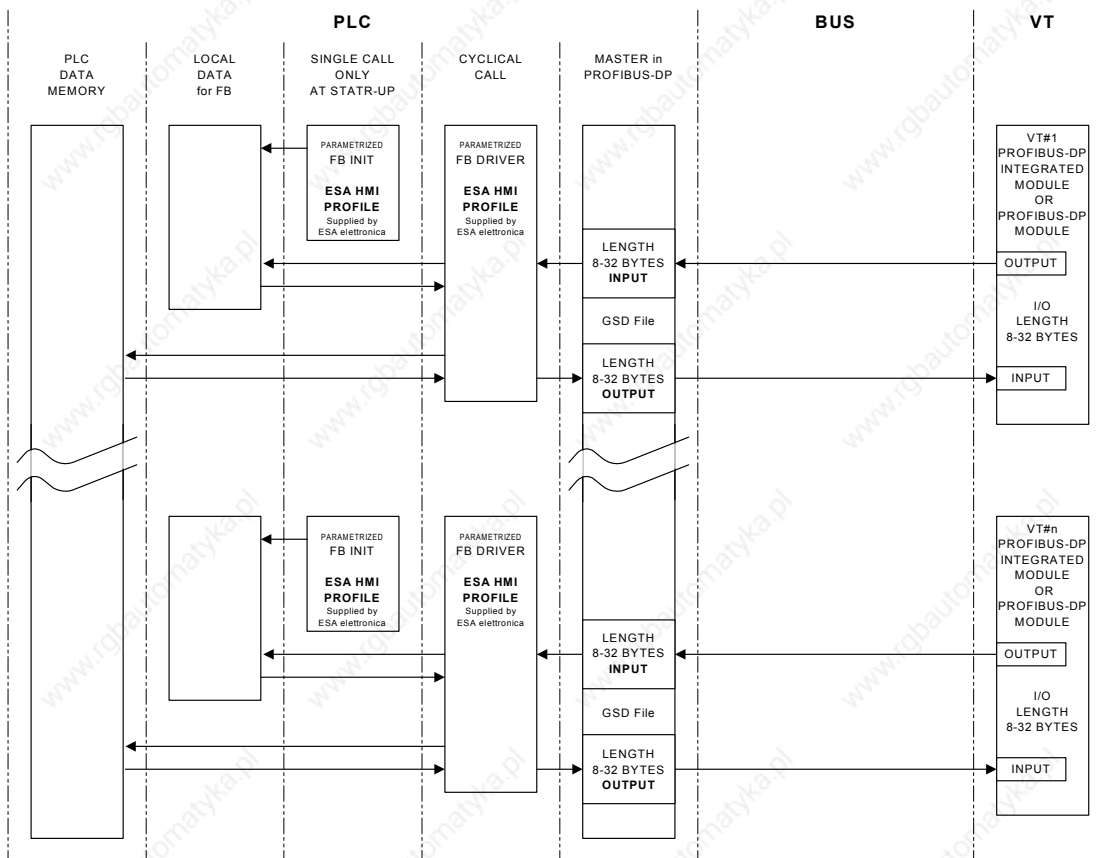 PLC
BUS
VT
PLC
DATA
MEMORY
LOCAL
DATA
for FB
SINGLE CALL
ONLY
AT STATR-UP
CYCLICAL
CALL
MASTER in
PROFIBUS-DP
PARAMETRIZED
FB INIT
ESA HMI
PROFILE
Supplied by
ESA elettronica
PARAMETRIZED
FB DRIVER
ESA HMI
PROFILE
Supplied by
ESA elettronica
LENGTH
8-32 BYTES
INPUT
GSD File
LENGTH
8-32 BYTES
OUTPUT
VT#1
PROFIBUS-DP
INTEGRATED
MODULE
OR
PROFIBUS-DP
MODULE
OUTPUT
I/O
LENGTH
8-32 BYTES
INPUT
PARAMETRIZED
FB INIT
ESA HMI
PROFILE
Supplied by
ESA elettronica
PARAMETRIZED
FB DRIVER
ESA HMI
PROFILE
Supplied by
ESA elettronica
LENGTH
8-32 BYTES
INPUT
GSD File
LENGTH
8-32 BYTES
OUTPUT
VT#n
PROFIBUS-DP
INTEGRATED
MODULE
OR
PROFIBUS-DP
MODULE
OUTPUT
I/O
LENGTH
8-32 BYTES
INPUT
www.rgbautomatyka.pl